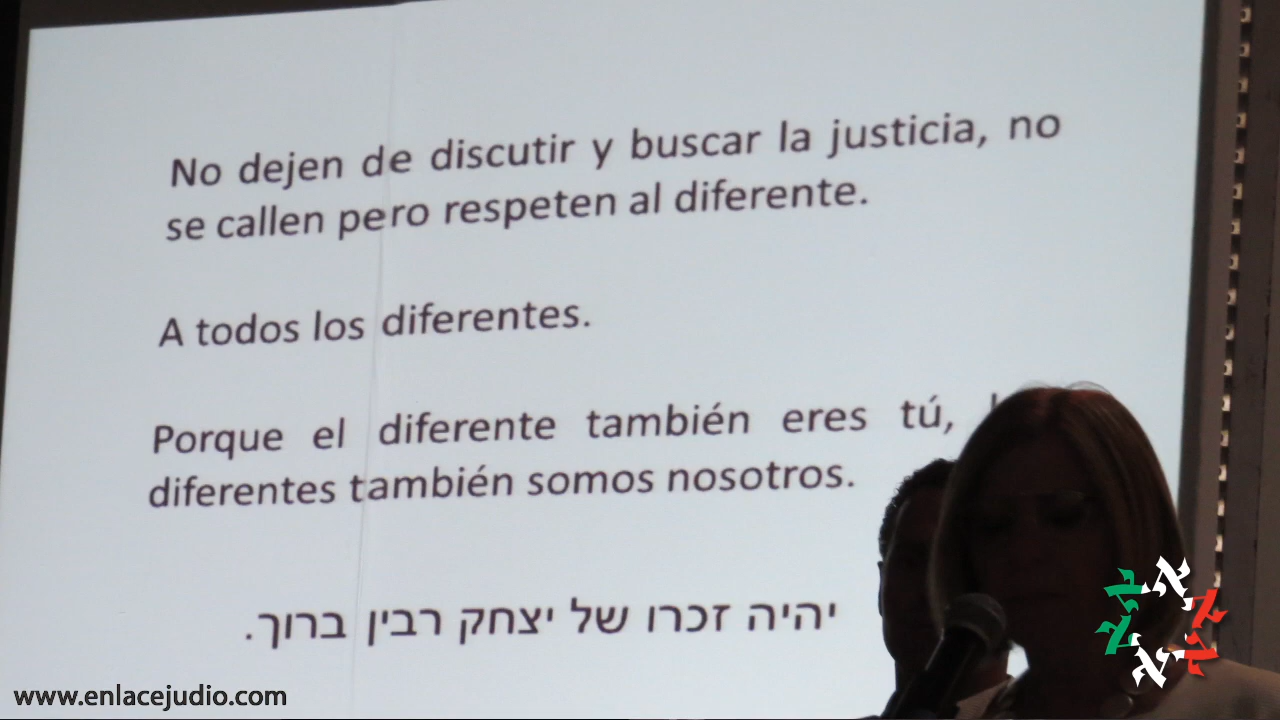 No dejen de discutir y buscar la justicia, no
se callen pero respeten al diferente.
A todos los diferentes.
Porque el diferente también eres tú,
diferentes también somos nosotros.
יהיה זכרו של יצחק רבין ברוך.
www.enlacejudio.com